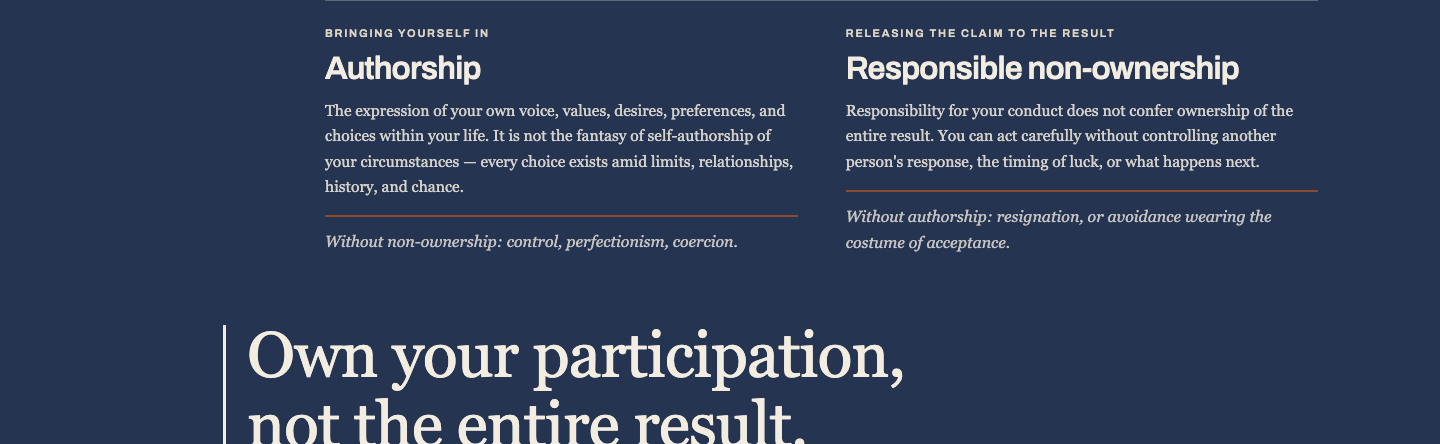 BRINGING YOURSELF IN
Authorship
The expression of your own voice, values, desires, preferences, and
choices within your life. It is not the fantasy of self-authorship of
your circumstances — every choice exists amid limits, relationships,
history, and chance.
Without non-ownership: control, perfectionism, coercion.
RELEASING THE CLAIM TO THE RESULT
Responsible non-ownership
Responsibility for your conduct does not confer ownership of the
entire result. You can act carefully without controlling another
person's response, the timing of luck, or what happens next.
Without authorship: resignation, or avoidance wearing the
costume of acceptance.
Own your participation,
not the entire result.